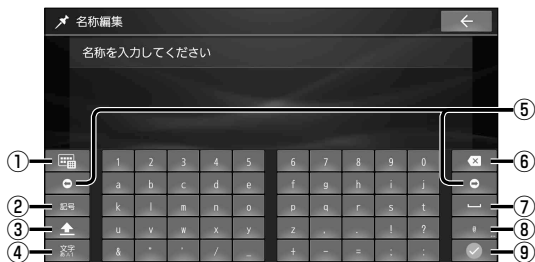 名称編集
名称を入力してください
⑤
① 1 2 3 4 5 6 7 8 9 0 ⑥
a b c d e f g h i j
② 記号 k l m n o p q r s t ⑦
③ u v w x y z , . ! ? @ ⑧
④ 文字 & " ' / _ + - = ; : ⑨